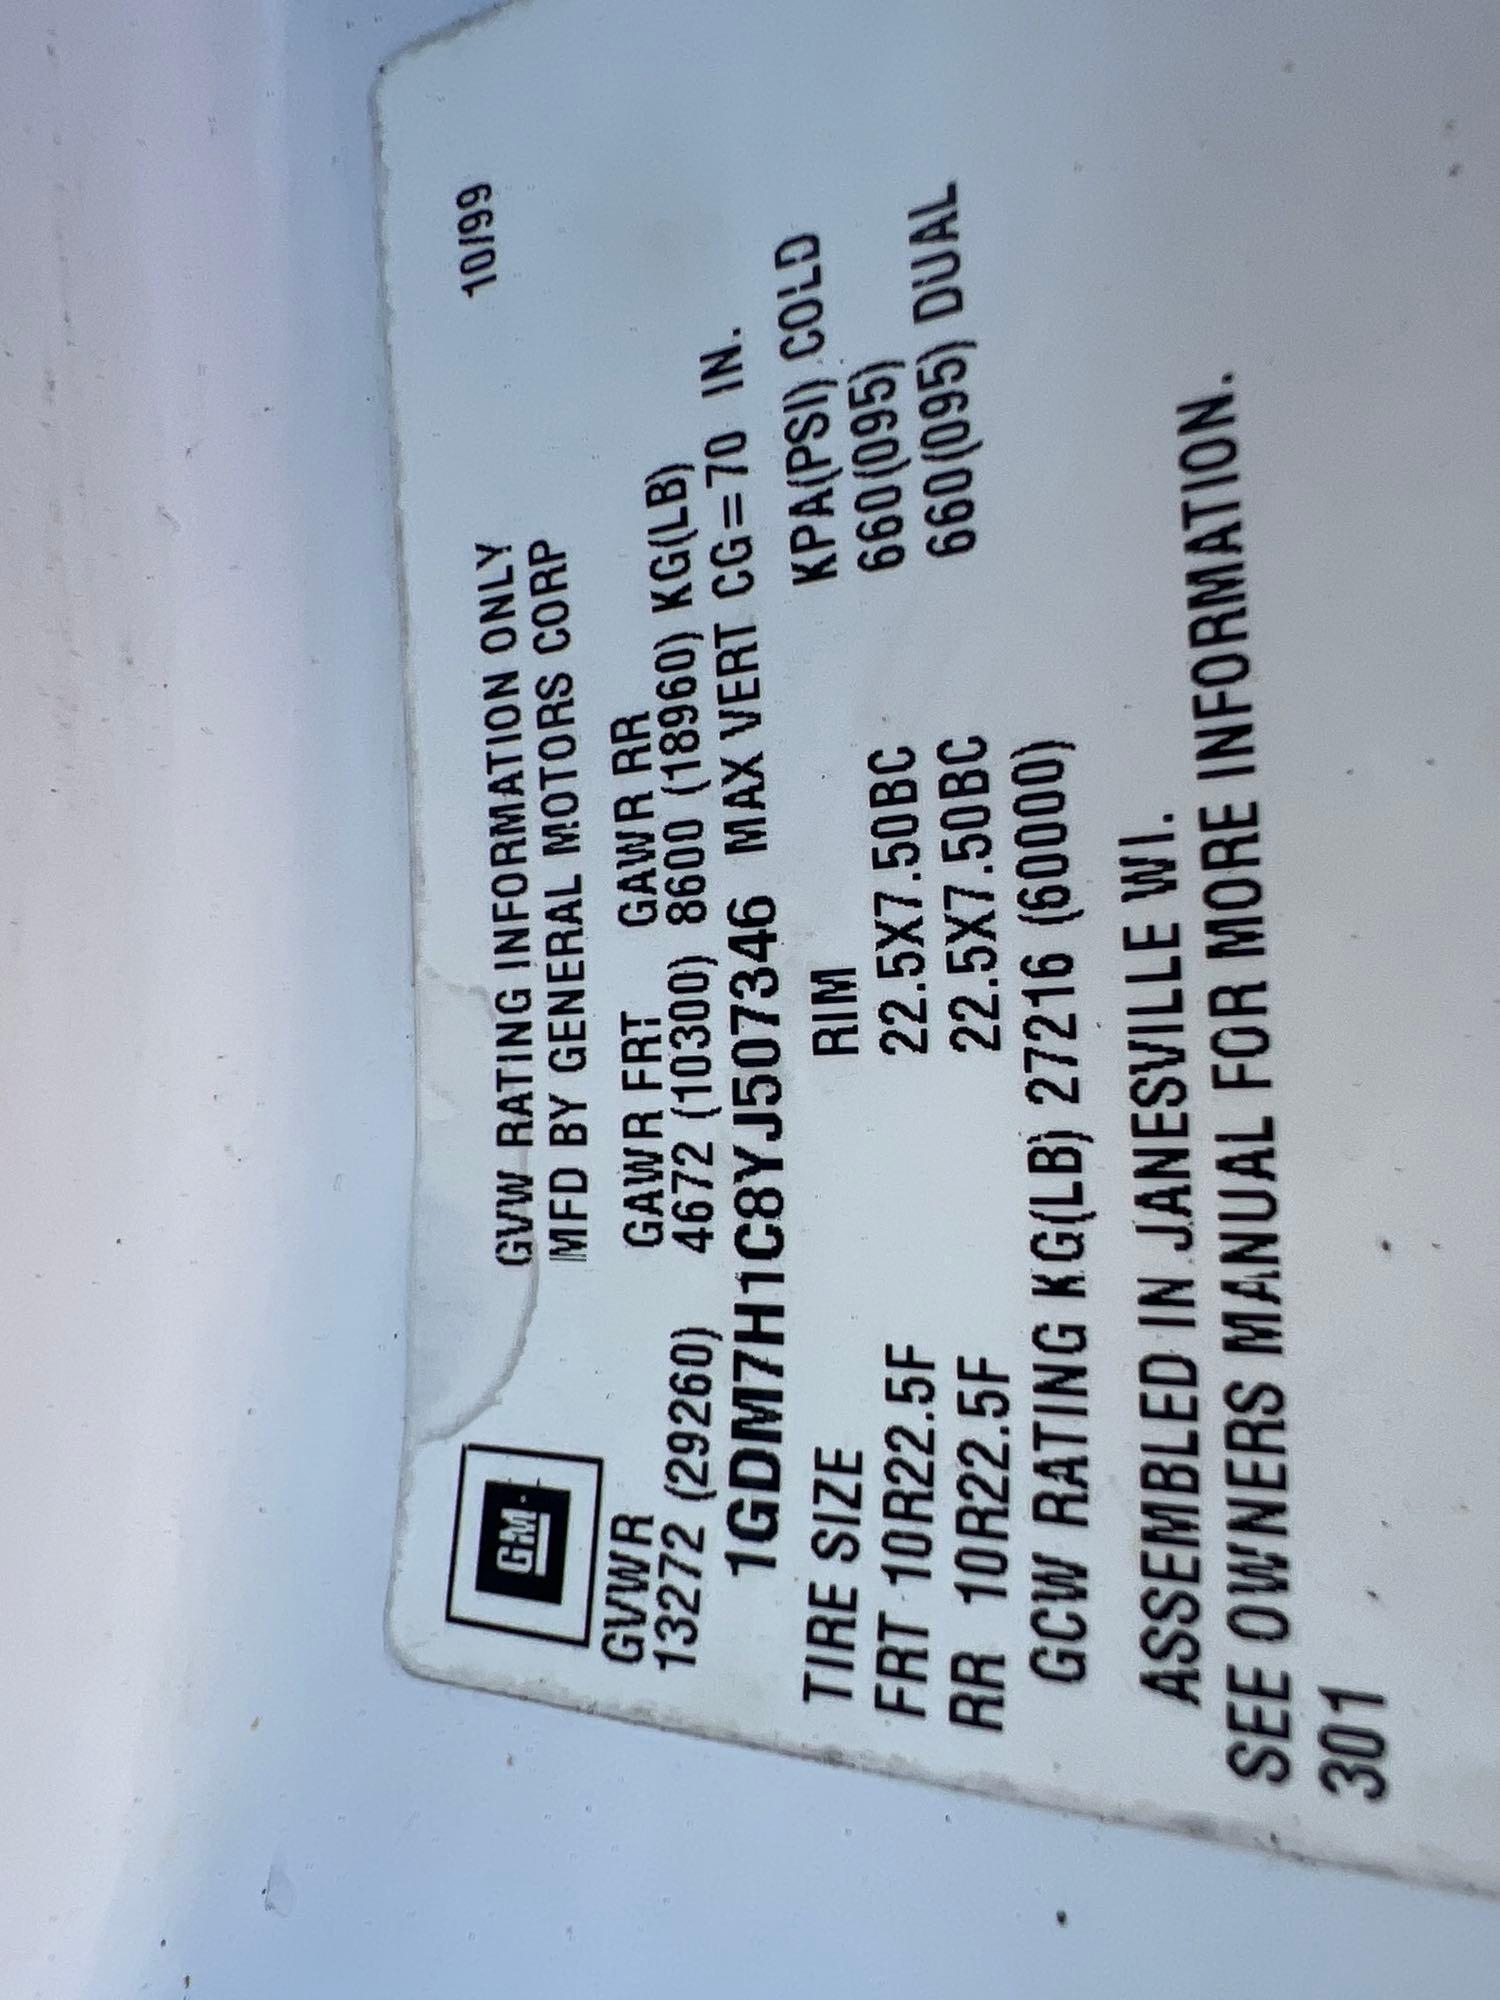 GM
GVW RATING INFORMATION ONLY 10/99
MFD BY GENERAL MOTORS CORP
GVWR GAWR FRT GAWR RR
13272 (29260) 4672 (10300) 8600 (18960) KG(LB)
1GDM7H1C8YJ507346 MAX VERT CG=70 IN.
TIRE SIZE RIM KPA(PSI) COLD
FRT 10R22.5F 22.5X7.50BC 660(095)
RR 10R22.5F 22.5X7.50BC 660(095) DUAL
GCW RATING KG(LB) 27216 (60000)
ASSEMBLED IN JANESVILLE WI.
SEE OWNERS MANUAL FOR MORE INFORMATION.
301